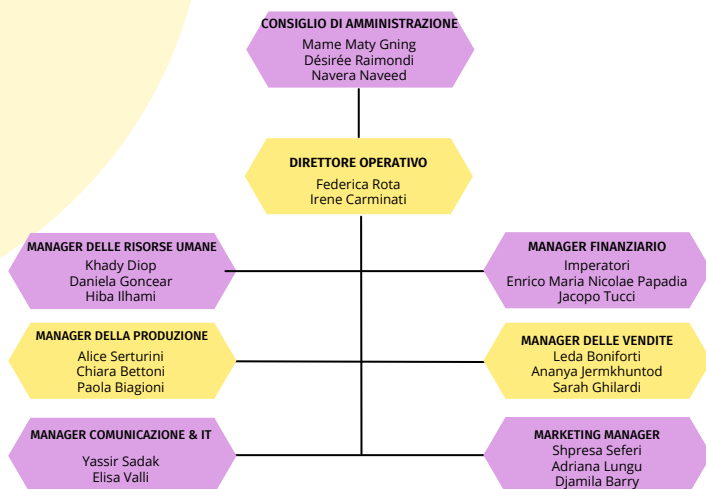 CONSIGLIO DI AMMINISTRAZIONE
Mame Maty Gning
Désirée Raimondi
Navera Naveed
DIRETTORE OPERATIVO
Federica Rota
Irene Carminati
MANAGER DELLE RISORSE UMANE
Khady Diop
Daniela Goncear
Hiba Ilhami
MANAGER FINANZIARIO
Imperatori
Enrico Maria Nicolae Papadia
Jacopo Tucci
MANAGER DELLA PRODUZIONE
Alice Serturini
Chiara Bettoni
Paola Biagioni
MANAGER DELLE VENDITE
Leda Boniforti
Ananya Jermkhuntod
Sarah Ghilardi
MANAGER COMUNICAZIONE & IT
Yassir Sadak
Elisa Valli
MARKETING MANAGER
Shpresa Seferi
Adriana Lungu
Djamila Barry